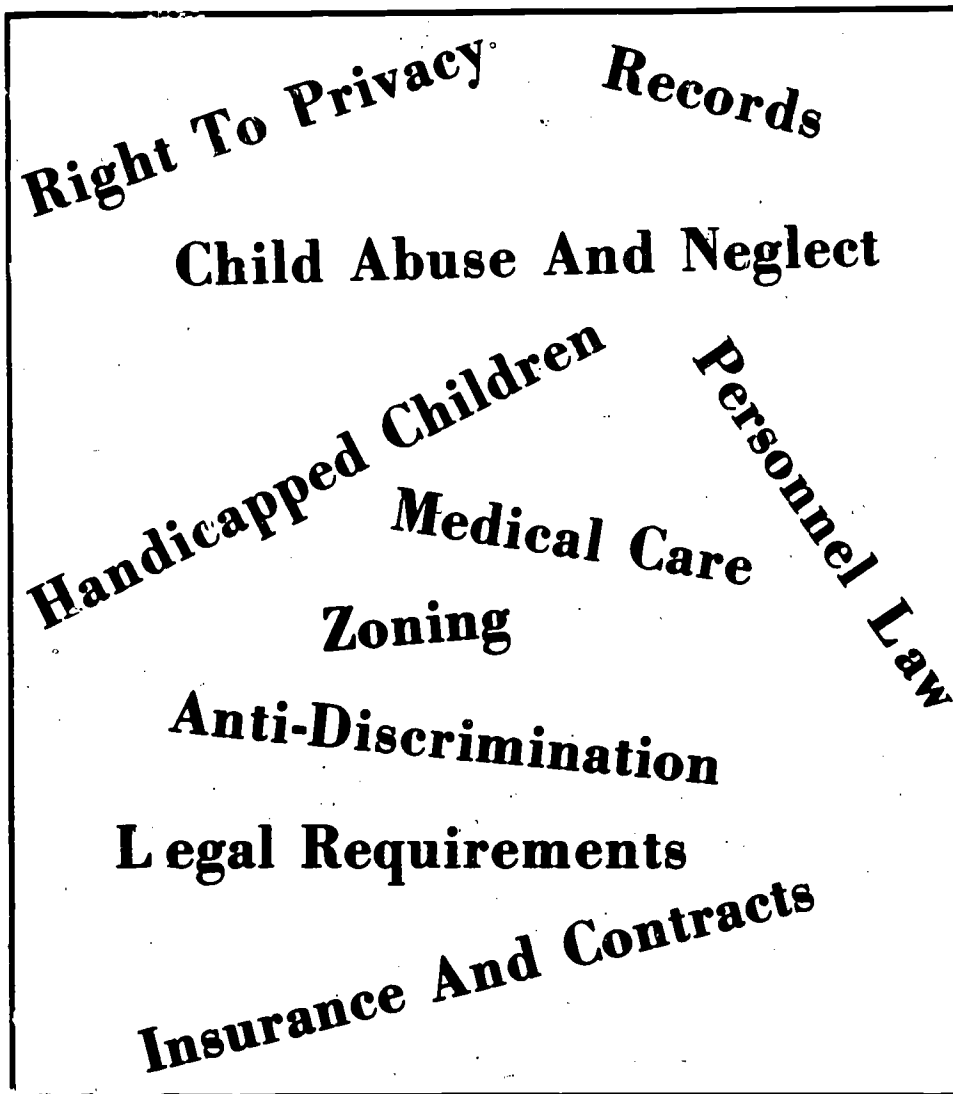 Right To Privacy
Records
Child Abuse And Neglect
Handicapped Children
Personnel Law
Medical Care
Zoning
Anti-Discrimination
Legal Requirements
Insurance And Contracts